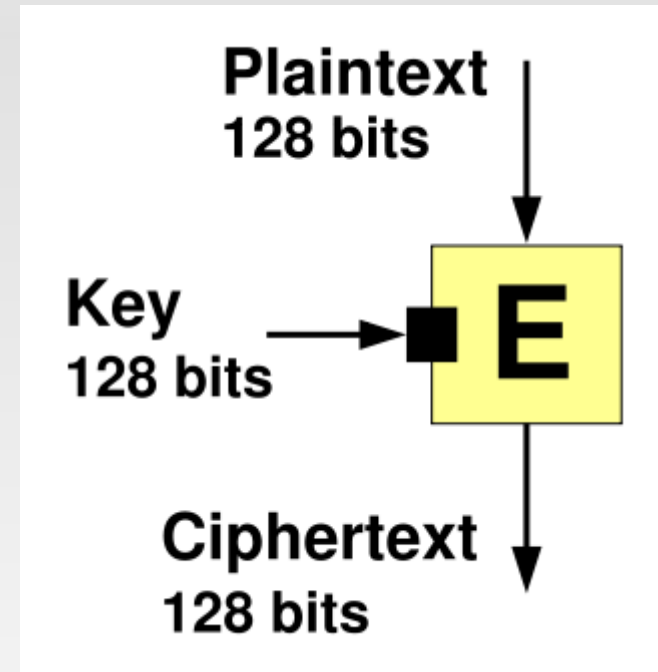 Plaintext
128 bits
Key
128 bits
E
Ciphertext
128 bits